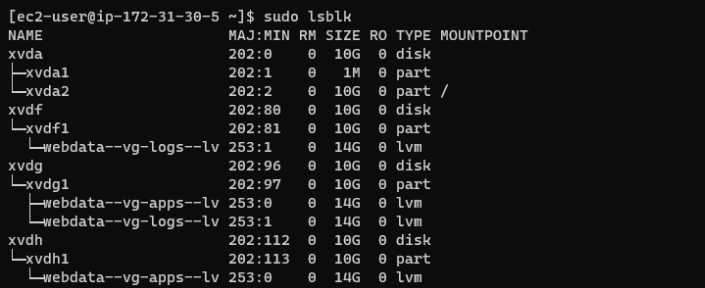 [ec2-user@ip-172-31-30-5 ~]$ sudo lsblk
NAME                      MAJ:MIN RM SIZE RO TYPE MOUNTPOINT
xvda                      202:0    0  10G  0 disk
├─xvda1                   202:1    0   1M  0 part
└─xvda2                   202:2    0  10G  0 part /
xvdf                      202:80   0  10G  0 disk
└─xvdf1                   202:81   0  10G  0 part
  └─webdata--vg-logs--lv 253:1    0  14G  0 lvm
xvdg                      202:96   0  10G  0 disk
└─xvdg1                   202:97   0  10G  0 part
  ├─webdata--vg-apps--lv 253:0    0  14G  0 lvm
  └─webdata--vg-logs--lv 253:1    0  14G  0 lvm
xvdh                      202:112  0  10G  0 disk
└─xvdh1                   202:113  0  10G  0 part
  └─webdata--vg-apps--lv 253:0    0  14G  0 lvm